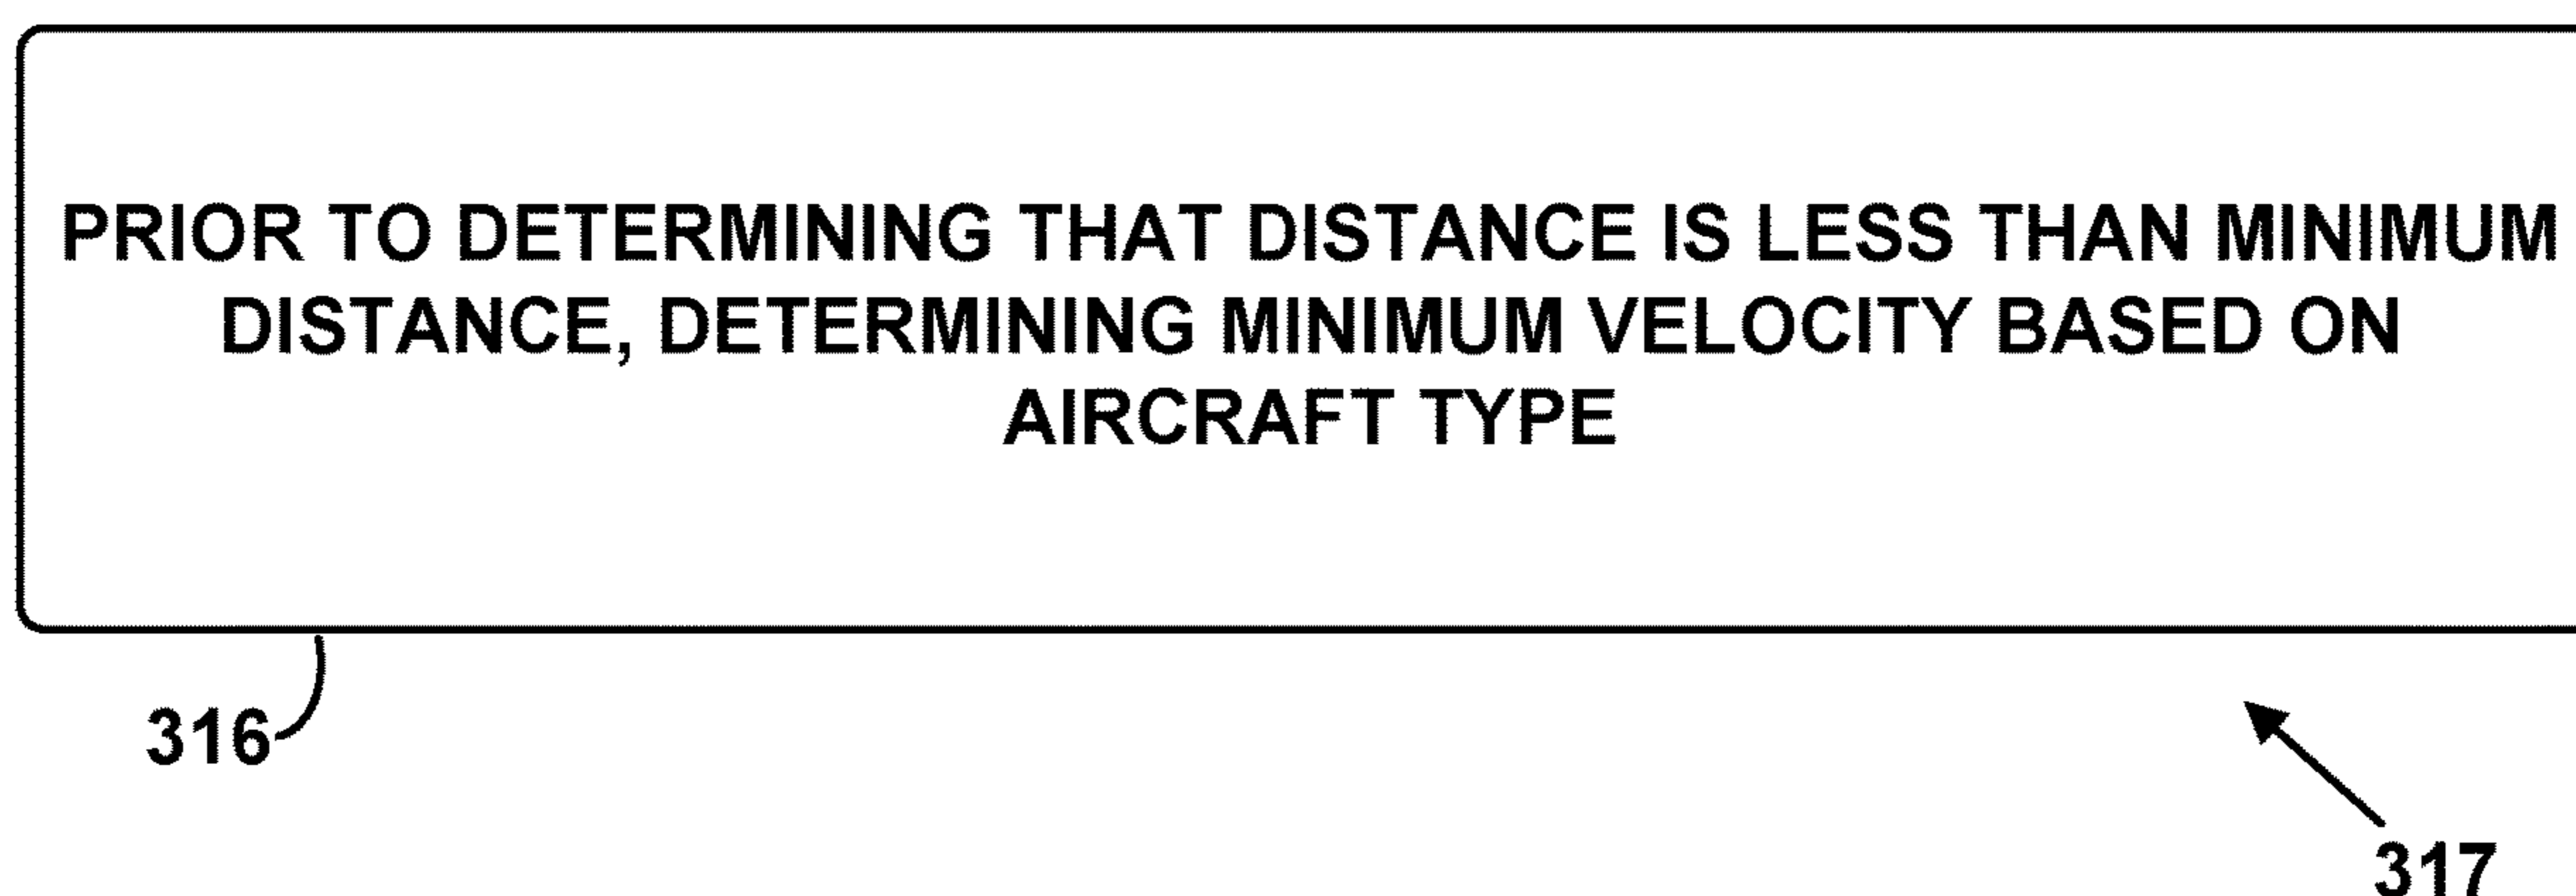 PRIOR TO DETERMINING THAT DISTANCE IS LESS THAN MINIMUM
DISTANCE, DETERMINING MINIMUM VELOCITY BASED ON
AIRCRAFT TYPE
316
317